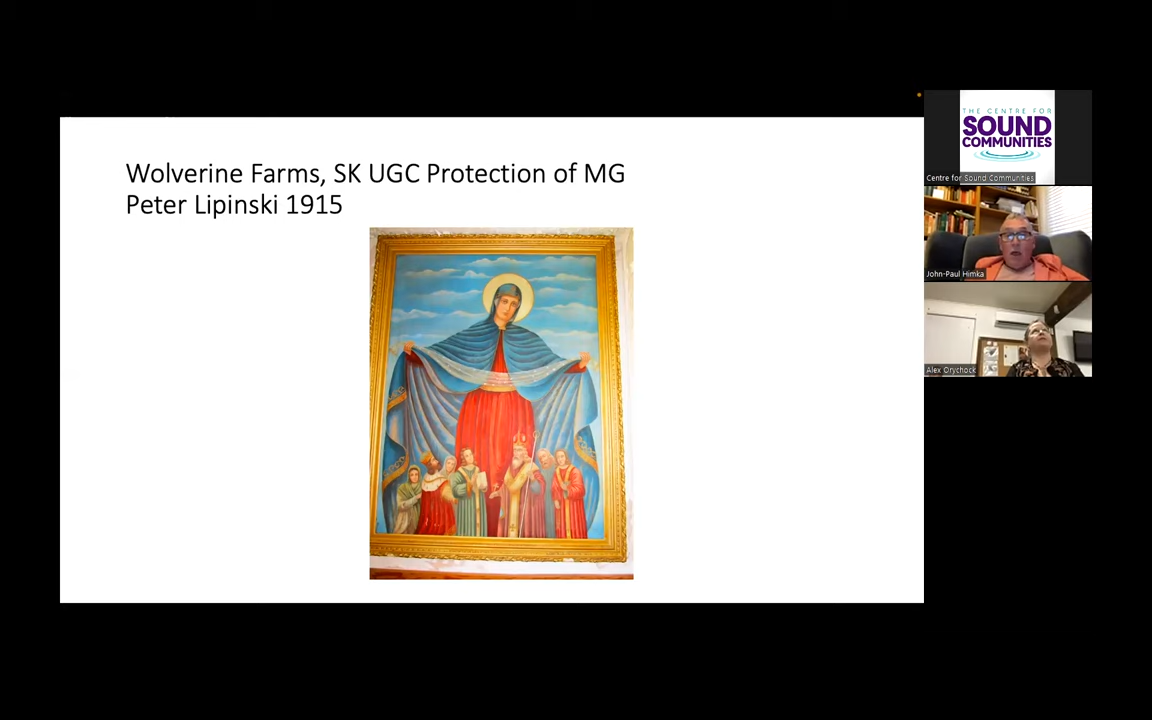 Wolverine Farms, SK UGC Protection of MG
Peter Lipinski 1915
THE CENTRE FOR
SOUND
COMMUNITIES
Centre for Sound Communities
John-Paul Himka
Alex Orychock